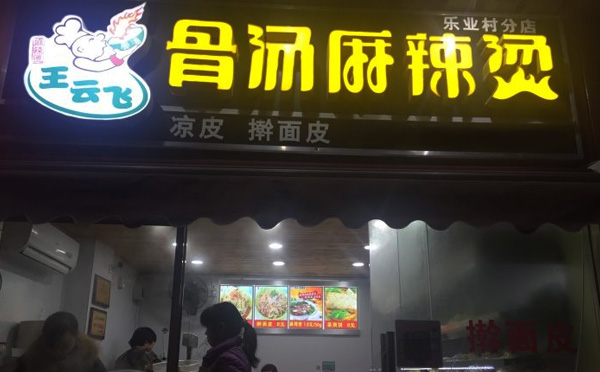 乐业村分店
王云飞
骨汤麻辣烫
凉皮 擀面皮
擀面皮